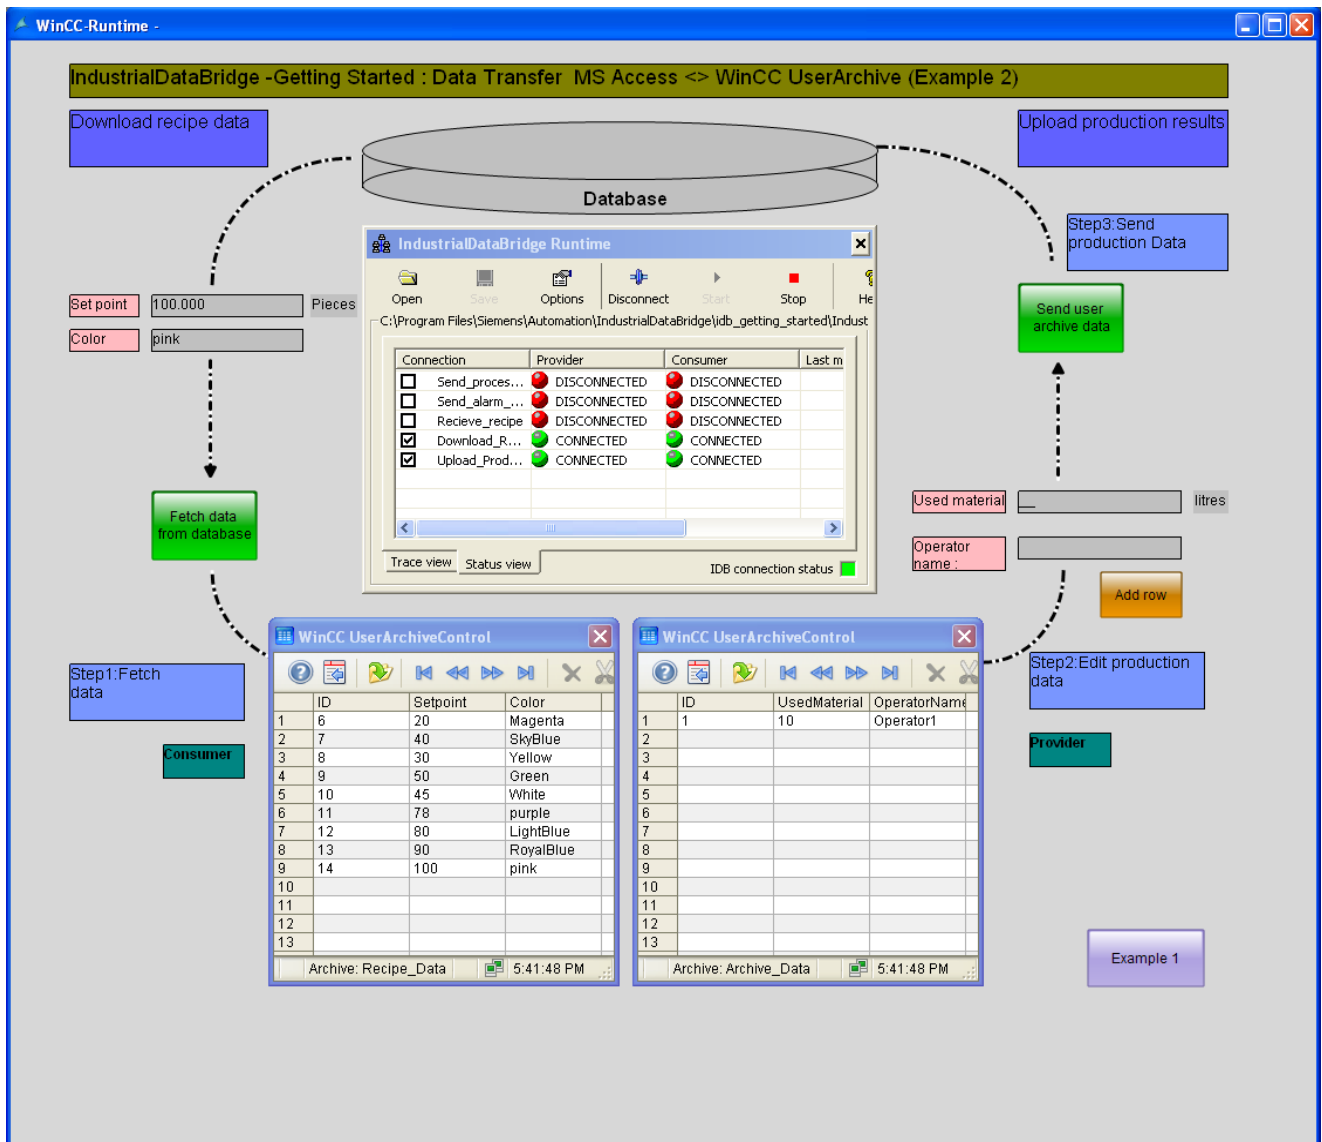 WinCC-Runtime -
IndustrialDataBridge -Getting Started : Data Transfer  MS Access <> WinCC UserArchive (Example 2)
Download recipe data
Upload production results
Database
Step3:Send
production Data
IndustrialDataBridge Runtime
Open Save Options Disconnect Start Stop He
C:\Program Files\Siemens\Automation\IndustrialDataBridge\idb_getting_started\Indust
Set point 100.000 Pieces
Color pink
Send user
archive data
Connection Provider Consumer Last m
Send_proces... DISCONNECTED DISCONNECTED
Send_alarm_... DISCONNECTED DISCONNECTED
Recieve_recipe DISCONNECTED DISCONNECTED
Download_R... CONNECTED CONNECTED
Upload_Prod... CONNECTED CONNECTED
Trace view Status view IDB connection status
Fetch data
from database
Used material __ litres
Operator
name :
Add row
WinCC UserArchiveControl
ID Setpoint Color
1 6 20 Magenta
2 7 40 SkyBlue
3 8 30 Yellow
4 9 50 Green
5 10 45 White
6 11 78 purple
7 12 80 LightBlue
8 13 90 RoyalBlue
9 14 100 pink
10
11
12
13
Archive: Recipe_Data 5:41:48 PM
WinCC UserArchiveControl
ID UsedMaterial OperatorName
1 1 10 Operator1
2
3
4
5
6
7
8
9
10
11
12
13
Archive: Archive_Data 5:41:48 PM
Step1:Fetch
data
Consumer
Step2:Edit production
data
Provider
Example 1